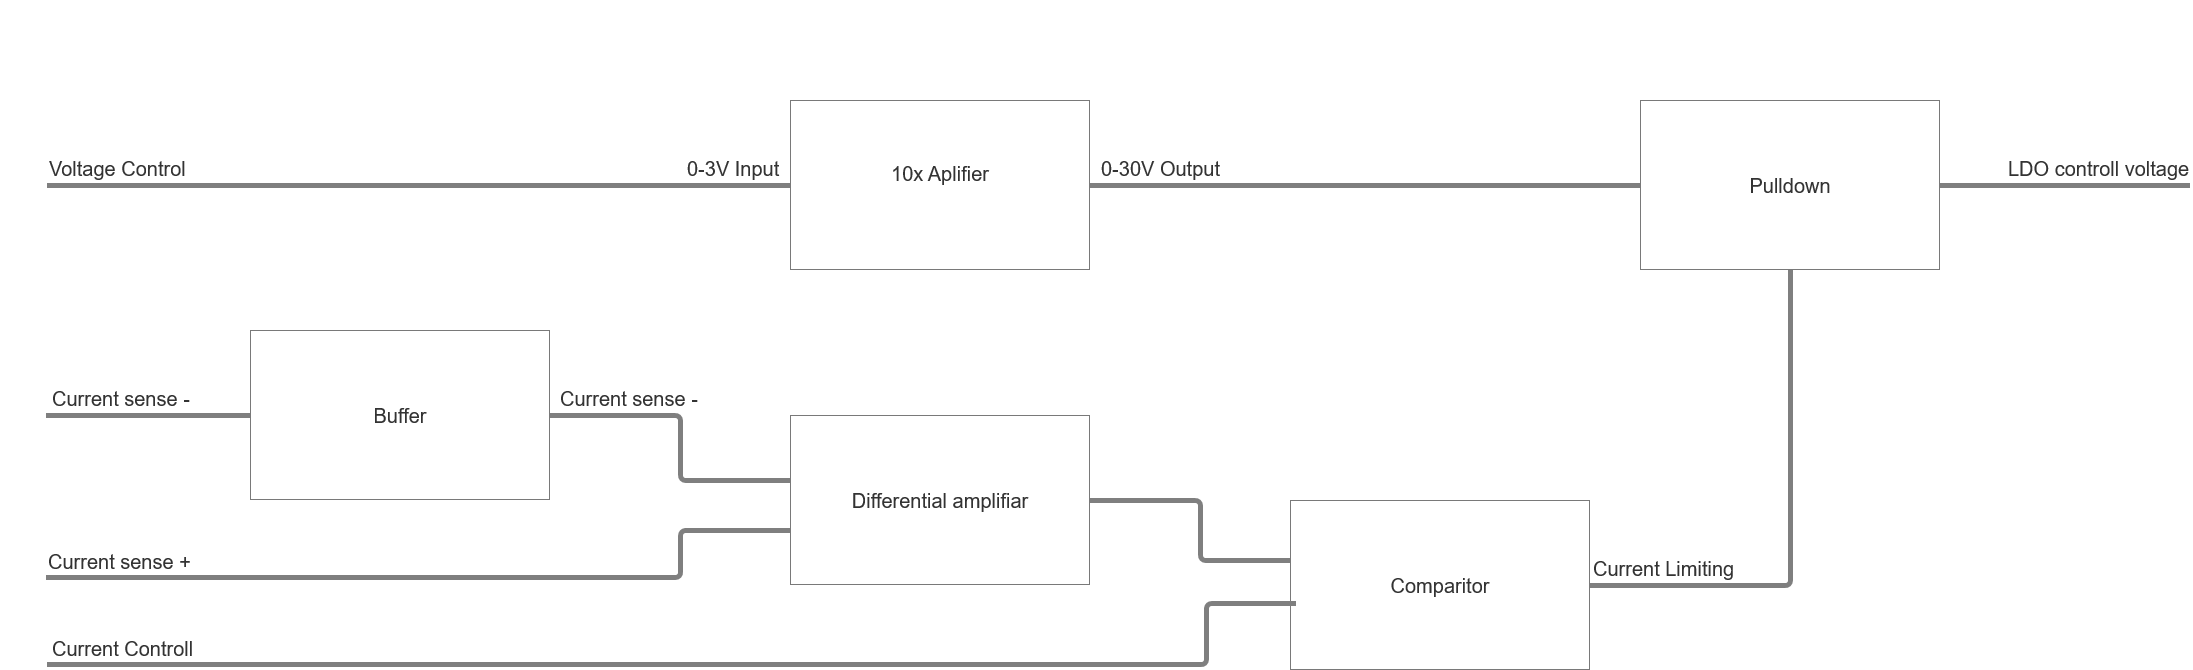 Voltage Control
0-3V Input
10x Aplifier
0-30V Output
Pulldown
LDO controll voltage
Current sense -
Buffer
Current sense -
Differential amplifiar
Current sense +
Comparitor
Current Limiting
Current Controll